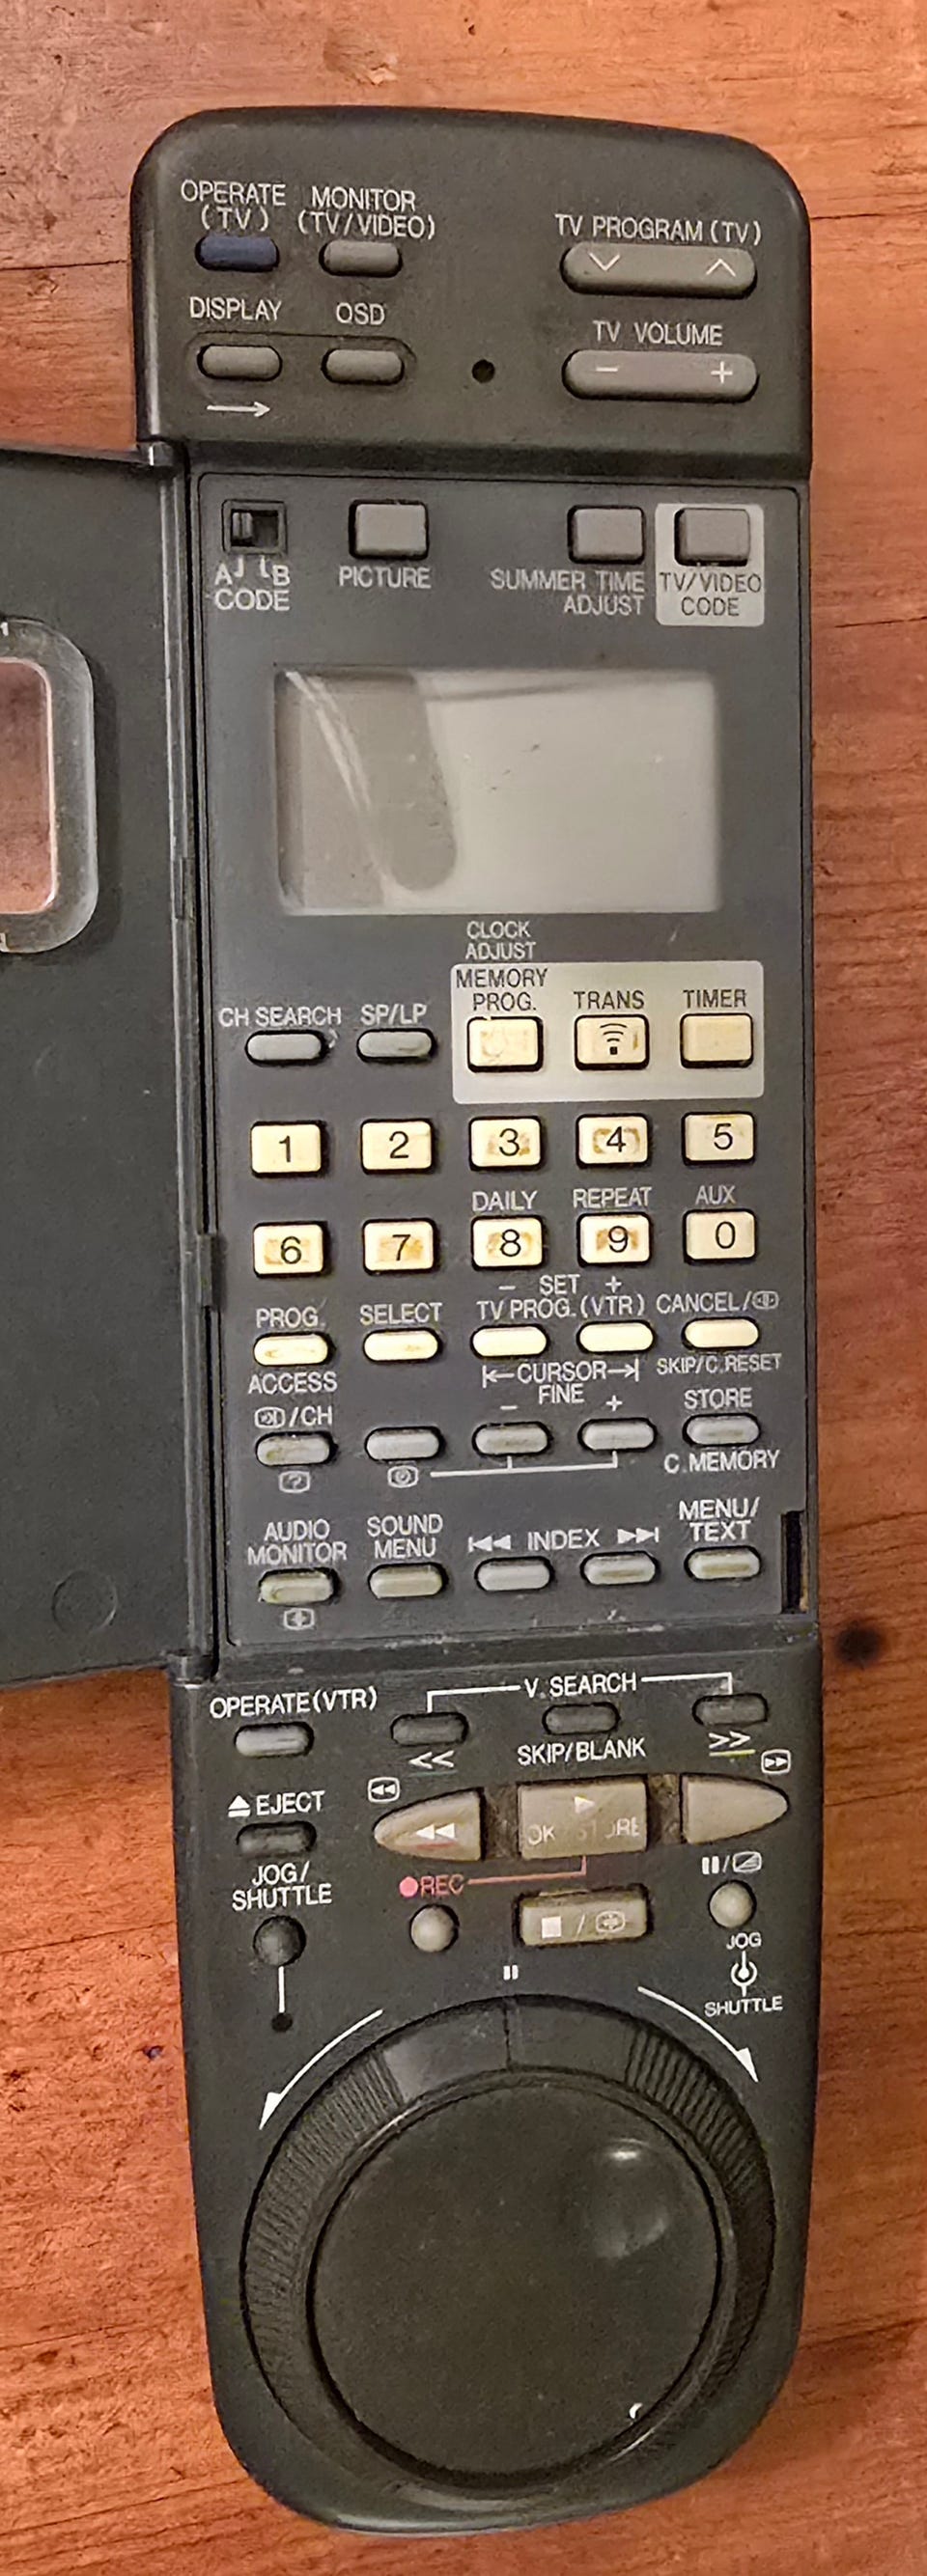 OPERATE MONITOR
(TV) (TV/VIDEO)
TV PROGRAM (TV)
DISPLAY OSD
TV VOLUME
− +
A B
CODE
PICTURE
SUMMER TIME
ADJUST
TV/VIDEO
CODE
CLOCK
ADJUST
MEMORY
PROG. TRANS TIMER
CH SEARCH SP/LP
1 2 3 4 5
DAILY REPEAT AUX
6 7 8 9 0
− SET +
PROG. SELECT TV PROG. (VTR) CANCEL/
ACCESS CURSOR SKIP/C.RESET
FINE
/CH − + STORE
?
C.MEMORY
AUDIO
MONITOR
SOUND
MENU
INDEX
MENU/
TEXT
OPERATE(VTR)
V.SEARCH
<< SKIP/BLANK >>
EJECT
OK STORE
JOG/
SHUTTLE
REC
JOG
SHUTTLE